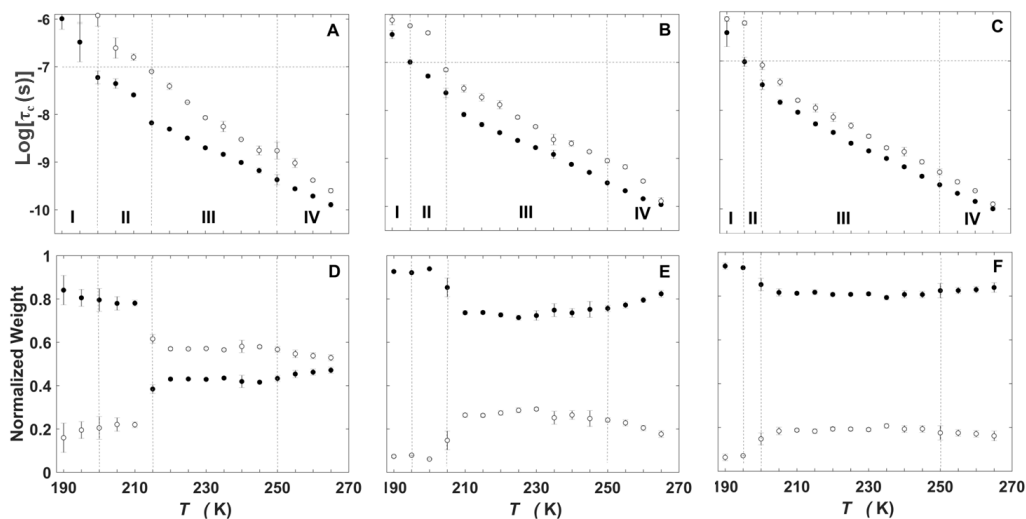 A
B
C
Log[τc(s)]
-6
-7
-8
-9
-10
I II III IV
I II III IV
I II III IV
D
E
F
Normalized Weight
1
0.8
0.6
0.4
0.2
0
190 210 230 250 270
190 210 230 250 270
190 210 230 250 270
T (K)
T (K)
T (K)